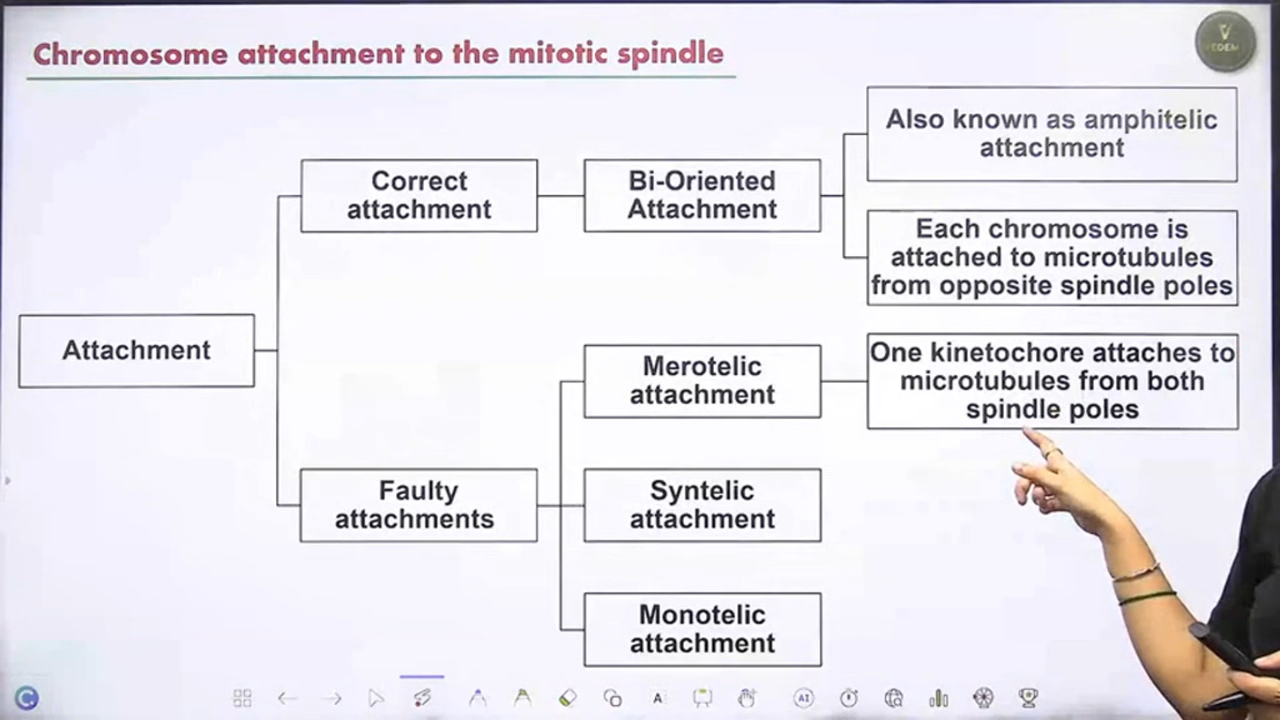 Chromosome attachment to the mitotic spindle
VEDEMY
Also known as amphitelic
attachment
Correct
attachment
Bi-Oriented
Attachment
Each chromosome is
attached to microtubules
from opposite spindle poles
Attachment
Merotelic
attachment
One kinetochore attaches to
microtubules from both
spindle poles
Faulty
attachments
Syntelic
attachment
Monotelic
attachment
A
AI